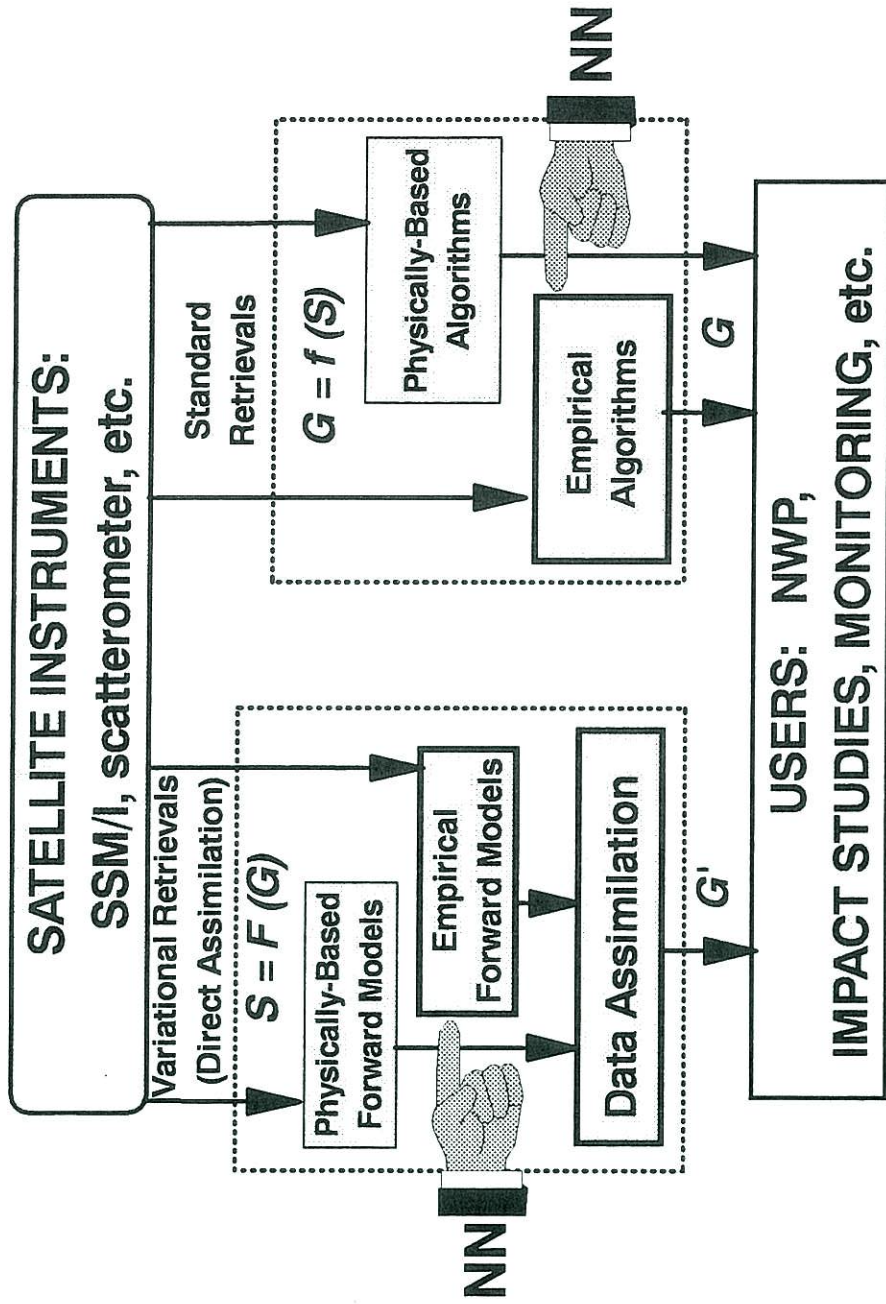 SATELLITE INSTRUMENTS:
SSM/I, scatterometer, etc.
Variational Retrievals
(Direct Assimilation)
S = F (G)
Physically-Based
Forward Models
Empirical
Forward Models
NN
Data Assimilation
G'
Standard
Retrievals
G = f (S)
Physically-Based
Algorithms
Empirical
Algorithms
NN
G
USERS: NWP,
IMPACT STUDIES, MONITORING, etc.